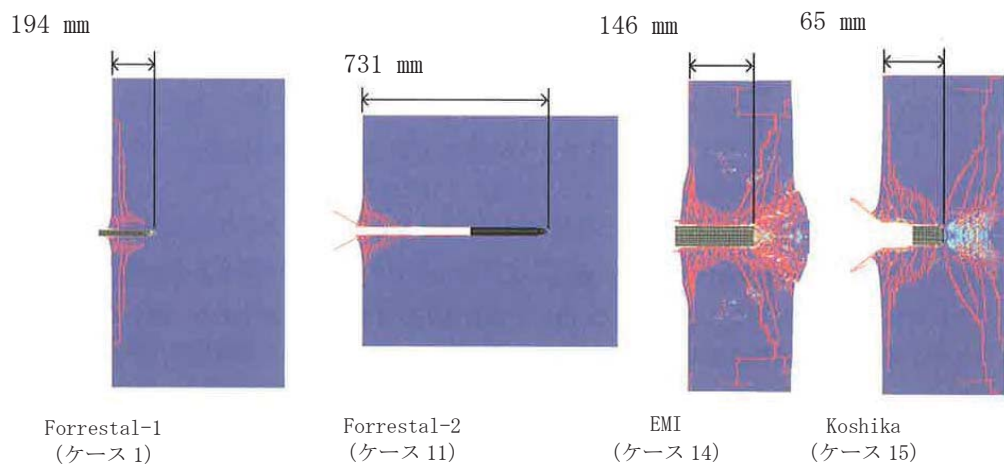 194 mm
731 mm
146 mm
65 mm
Forrestal-1
(ケース 1)
Forrestal-2
(ケース 11)
EMI
(ケース 14)
Koshika
(ケース 15)